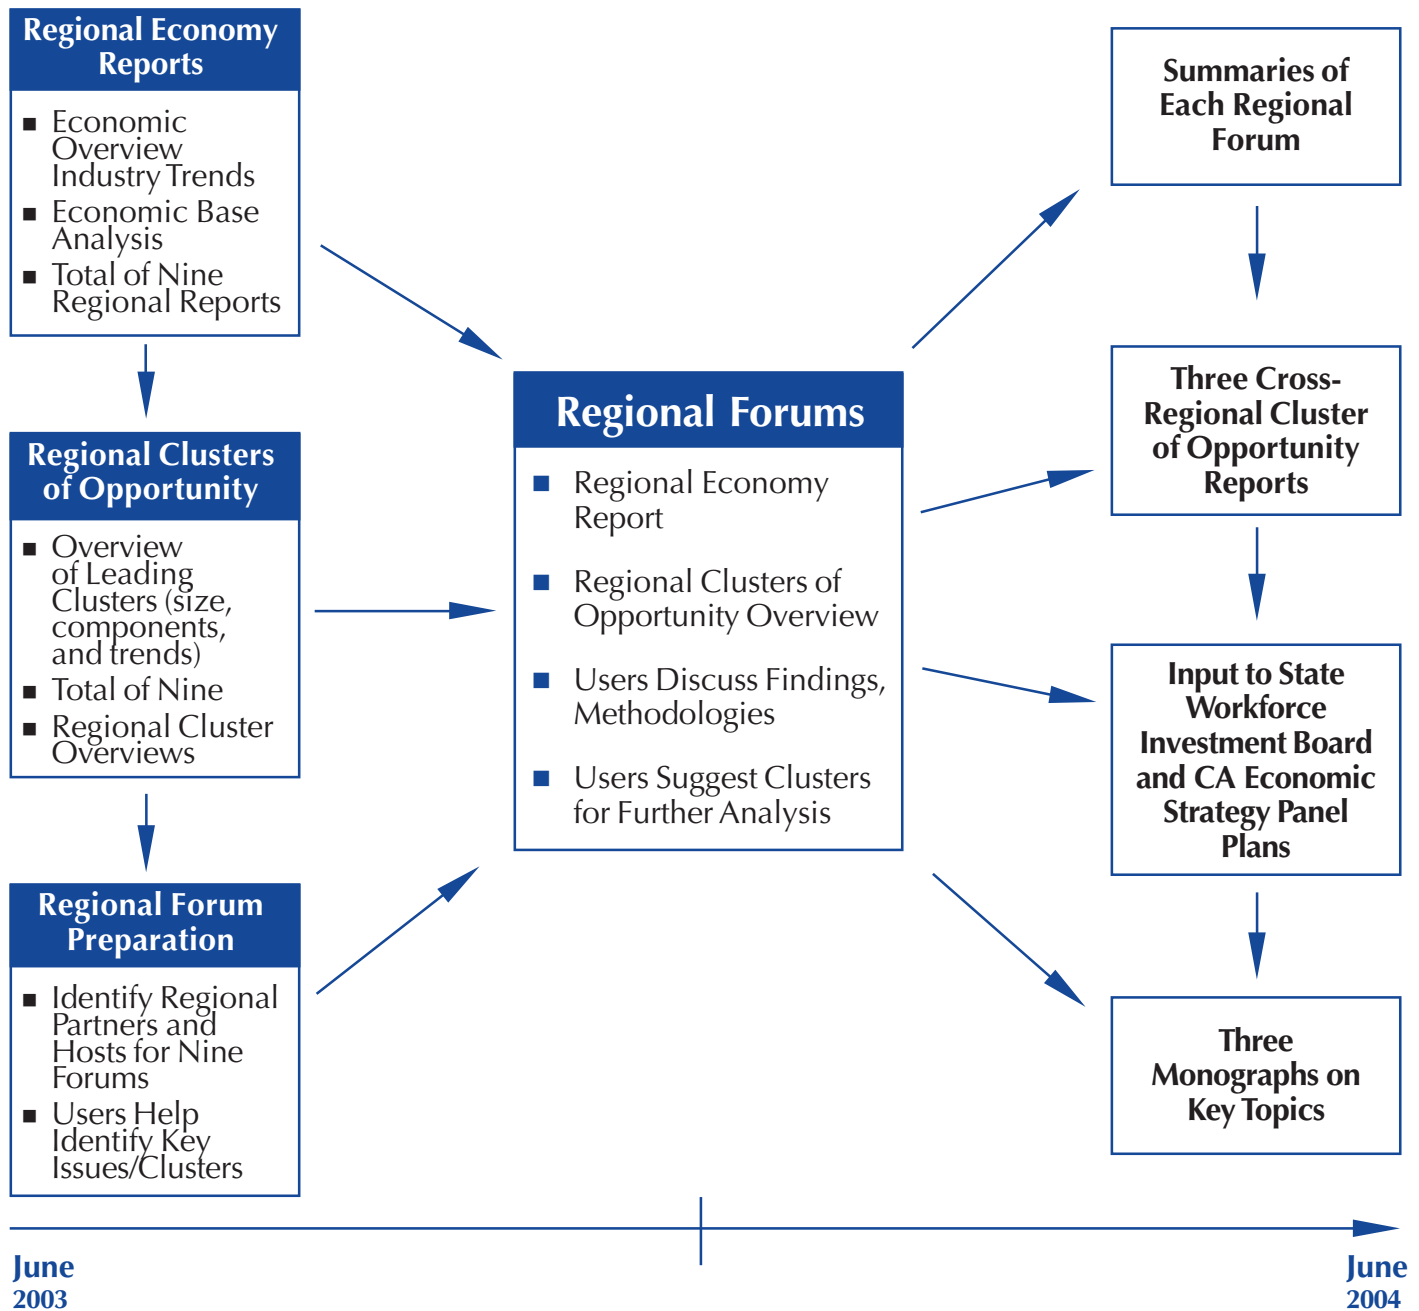 Regional Economy
Reports
■ Economic
Overview
Industry Trends
■ Economic Base
Analysis
■ Total of Nine
Regional Reports
Regional Clusters
of Opportunity
■ Overview
of Leading
Clusters (size,
components,
and trends)
■ Total of Nine
■ Regional Cluster
Overviews
Regional Forum
Preparation
■ Identify Regional
Partners and
Hosts for Nine
Forums
■ Users Help
Identify Key
Issues/Clusters
Regional Forums
■ Regional Economy
Report
■ Regional Clusters of
Opportunity Overview
■ Users Discuss Findings,
Methodologies
■ Users Suggest Clusters
for Further Analysis
Summaries of
Each Regional
Forum
Three Cross-
Regional Cluster
of Opportunity
Reports
Input to State
Workforce
Investment Board
and CA Economic
Strategy Panel
Plans
Three
Monographs on
Key Topics
June
2003
June
2004